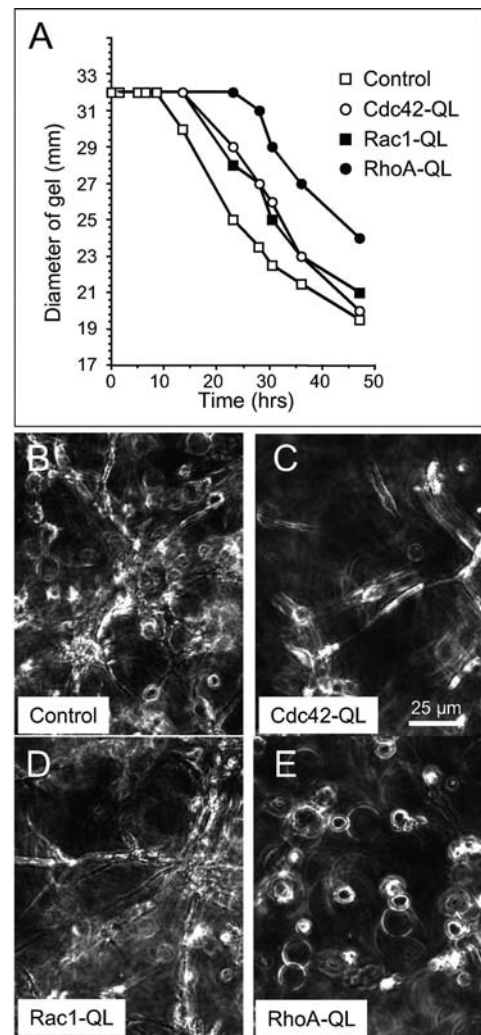 A
Control
Cdc42-QL
Rac1-QL
RhoA-QL
Diameter of gel (mm)
33
31
29
27
25
23
21
19
17
0
10
20
30
40
50
Time (hrs)
B
Control
C
Cdc42-QL
25 µm
D
Rac1-QL
E
RhoA-QL